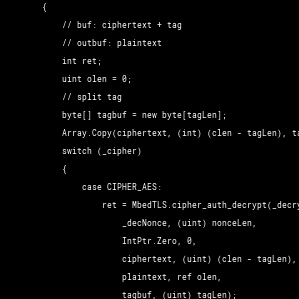 {
// buf: ciphertext + tag
// outbuf: plaintext
int ret;
uint olen = 0;
// split tag
byte[] tagbuf = new byte[tagLen];
Array.Copy(ciphertext, (int) (clen - tagLen), ta
switch (_cipher)
{
case CIPHER_AES:
ret = MbedTLS.cipher_auth_decrypt(_decry
_decNonce, (uint) nonceLen,
IntPtr.Zero, 0,
ciphertext, (uint) (clen - tagLen),
plaintext, ref olen,
tagbuf, (uint) tagLen);